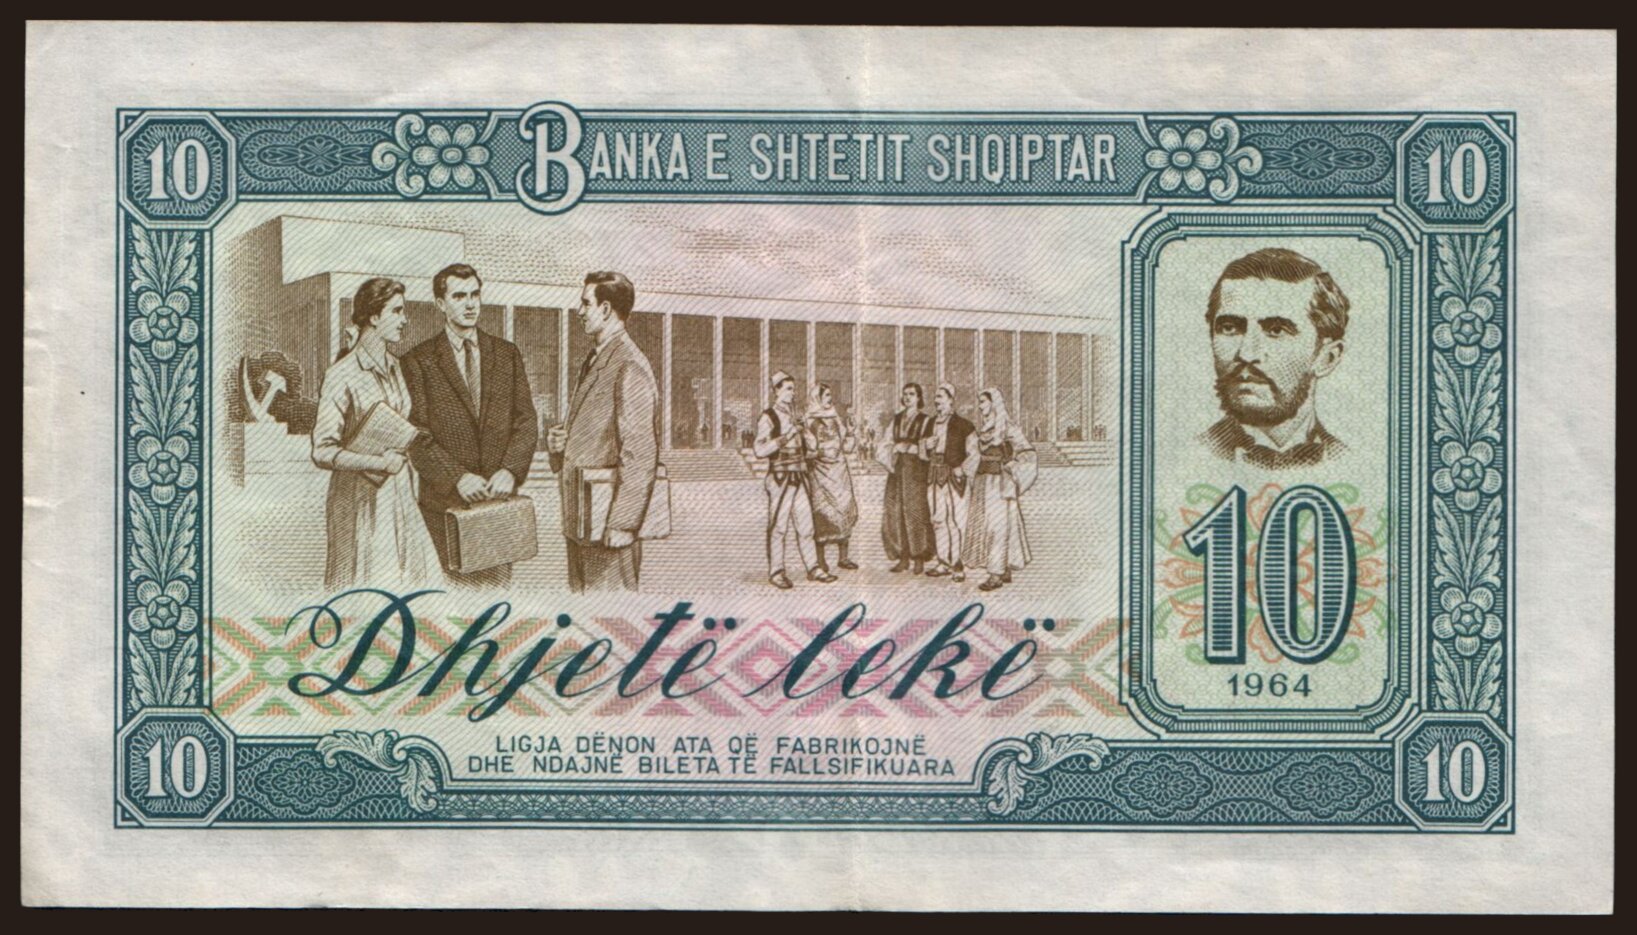 10 BANKA E SHTETIT SHQIPTAR 10
Dhjetë lekë
10
1964
LIGJA DËNON ATA QË FABRIKOJNË
DHE NDAJNË BILETA TË FALLSIFIKUARA
10 10